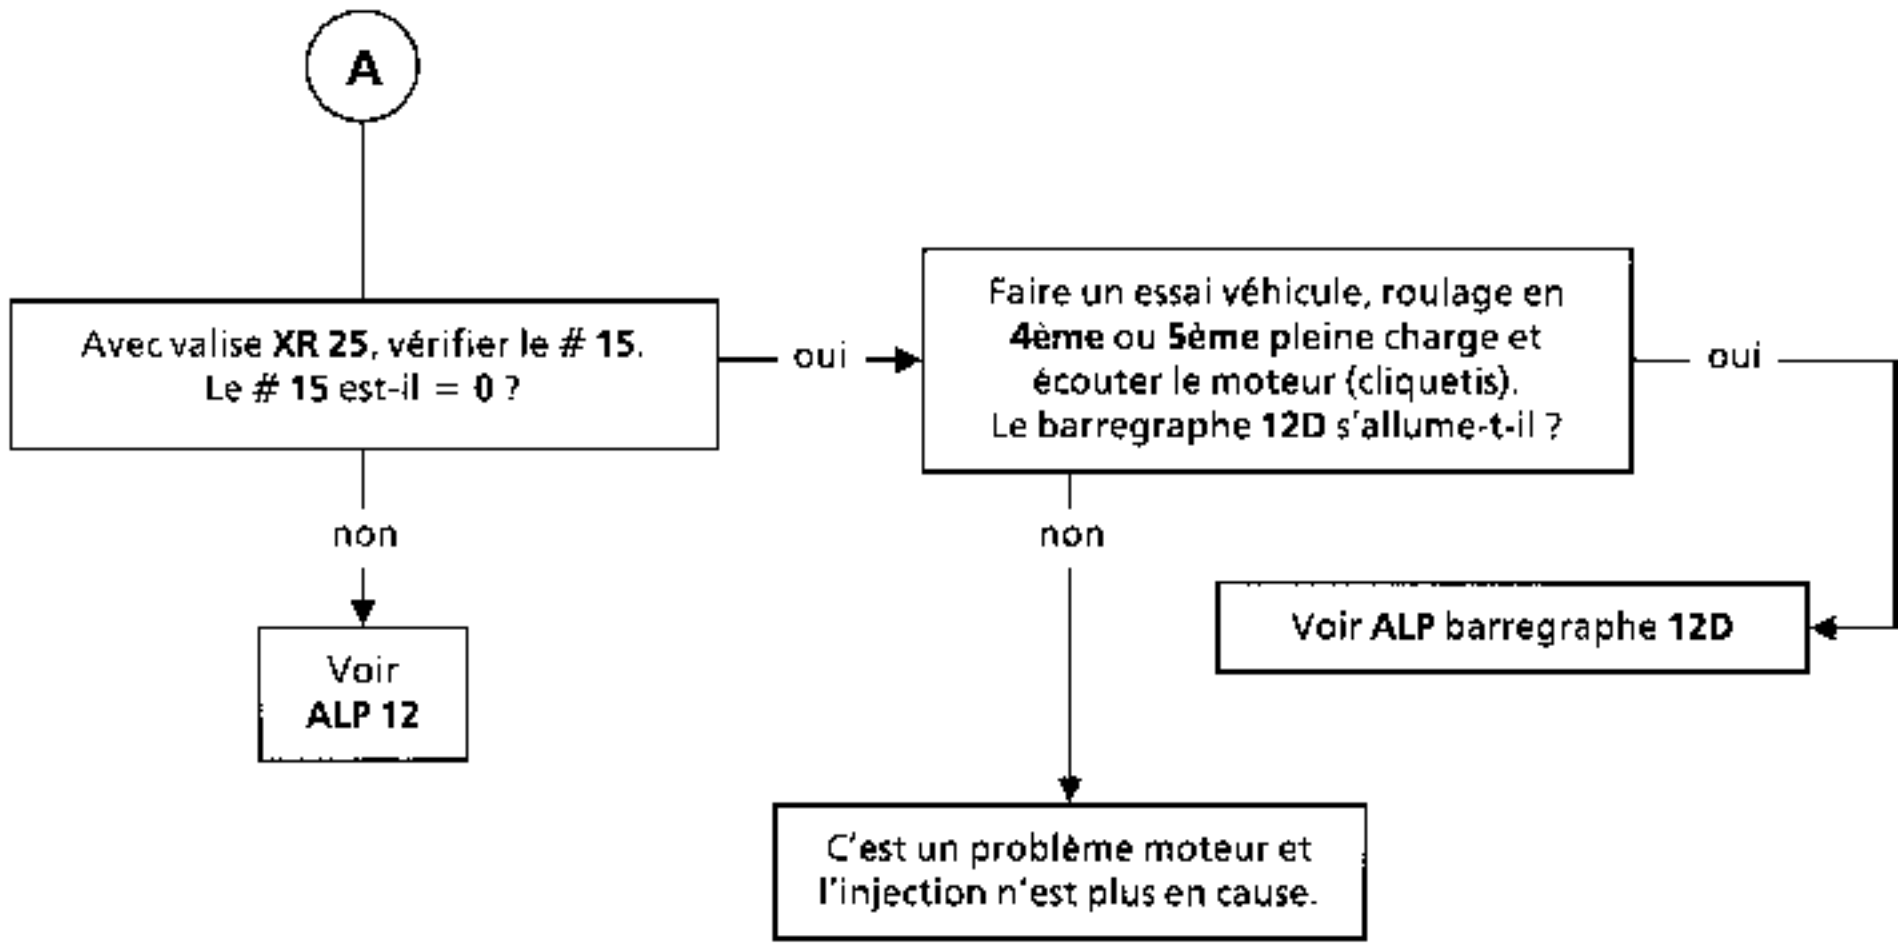 A
Avec valise XR 25, vérifier le # 15.
Le # 15 est-il = 0 ?
oui
Faire un essai véhicule, roulage en
4ème ou 5ème pleine charge et
écouter le moteur (cliquetis).
Le barregraphe 12D s'allume-t-il ?
oui
non
non
Voir ALP barregraphe 12D
Voir
ALP 12
C'est un problème moteur et
l'injection n'est plus en cause.